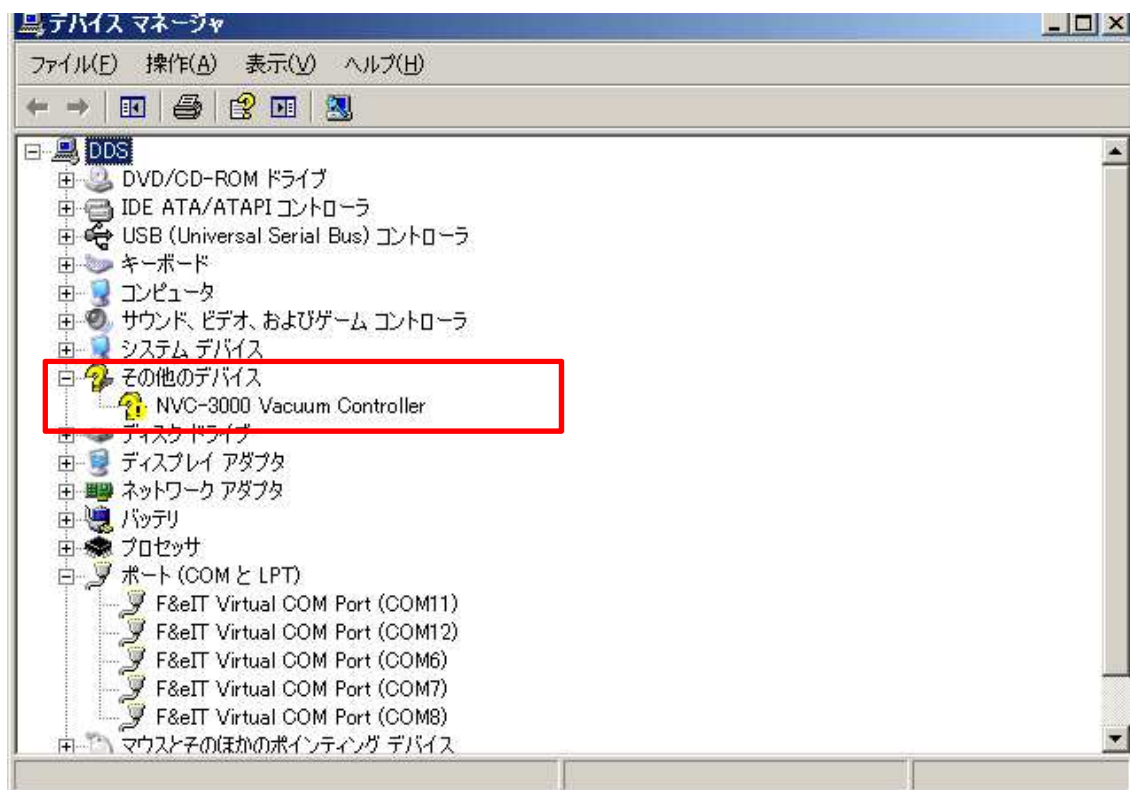 デバイス マネージャ
ファイル(F) 操作(A) 表示(V) ヘルプ(H)
DDS
DVD/CD-ROM ドライブ
IDE ATA/ATAPI コントローラ
USB (Universal Serial Bus) コントローラ
キーボード
コンピュータ
サウンド、ビデオ、およびゲーム コントローラ
システム デバイス
その他のデバイス
NVC-3000 Vacuum Controller
ディスク ドライブ
ディスプレイ アダプタ
ネットワーク アダプタ
バッテリ
プロセッサ
ポート (COM と LPT)
F&eIT Virtual COM Port (COM11)
F&eIT Virtual COM Port (COM12)
F&eIT Virtual COM Port (COM6)
F&eIT Virtual COM Port (COM7)
F&eIT Virtual COM Port (COM8)
マウスとそのほかのポインティング デバイス